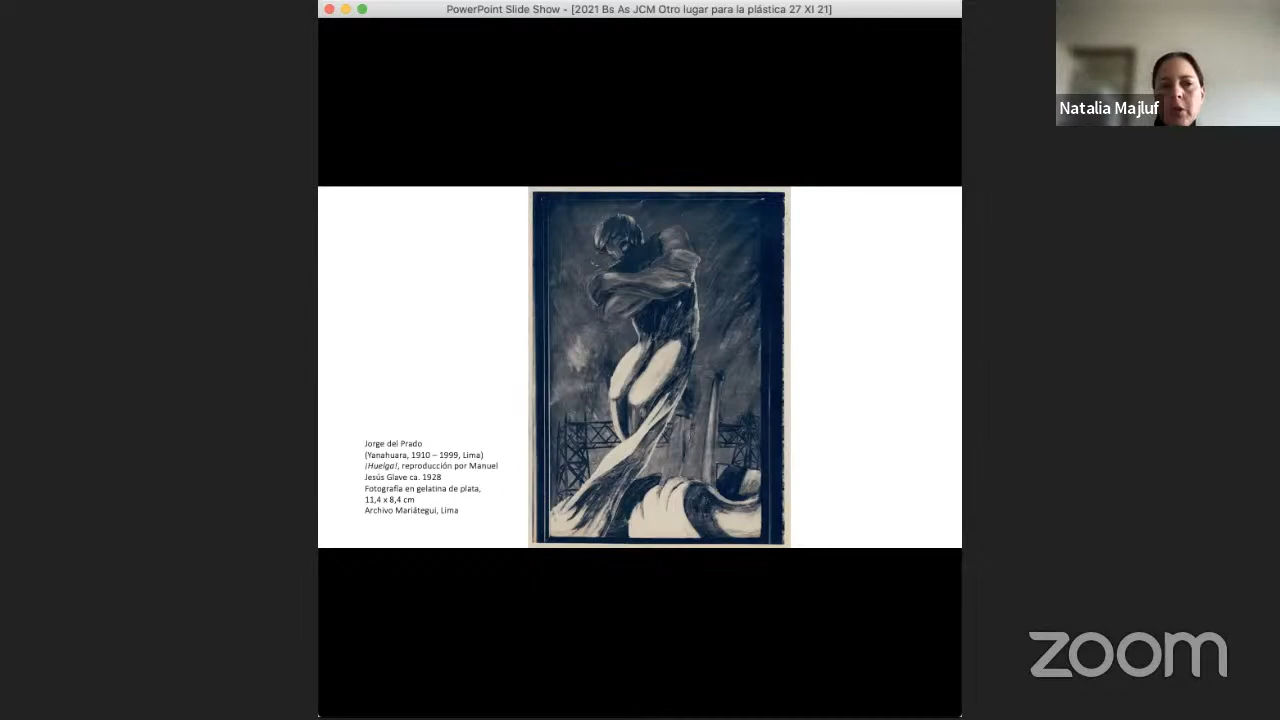 PowerPoint Slide Show - [2021 Bs As JCM Otro lugar para la plástica 27 XI 21]
Natalia Majluf
Jorge del Prado
(Yanahuara, 1910 – 1999, Lima)
¡Huelga!, reproducción por Manuel
Jesús Glave ca. 1928
Fotografía en gelatina de plata,
11,4 x 8,4 cm
Archivo Mariátegui, Lima
zoom